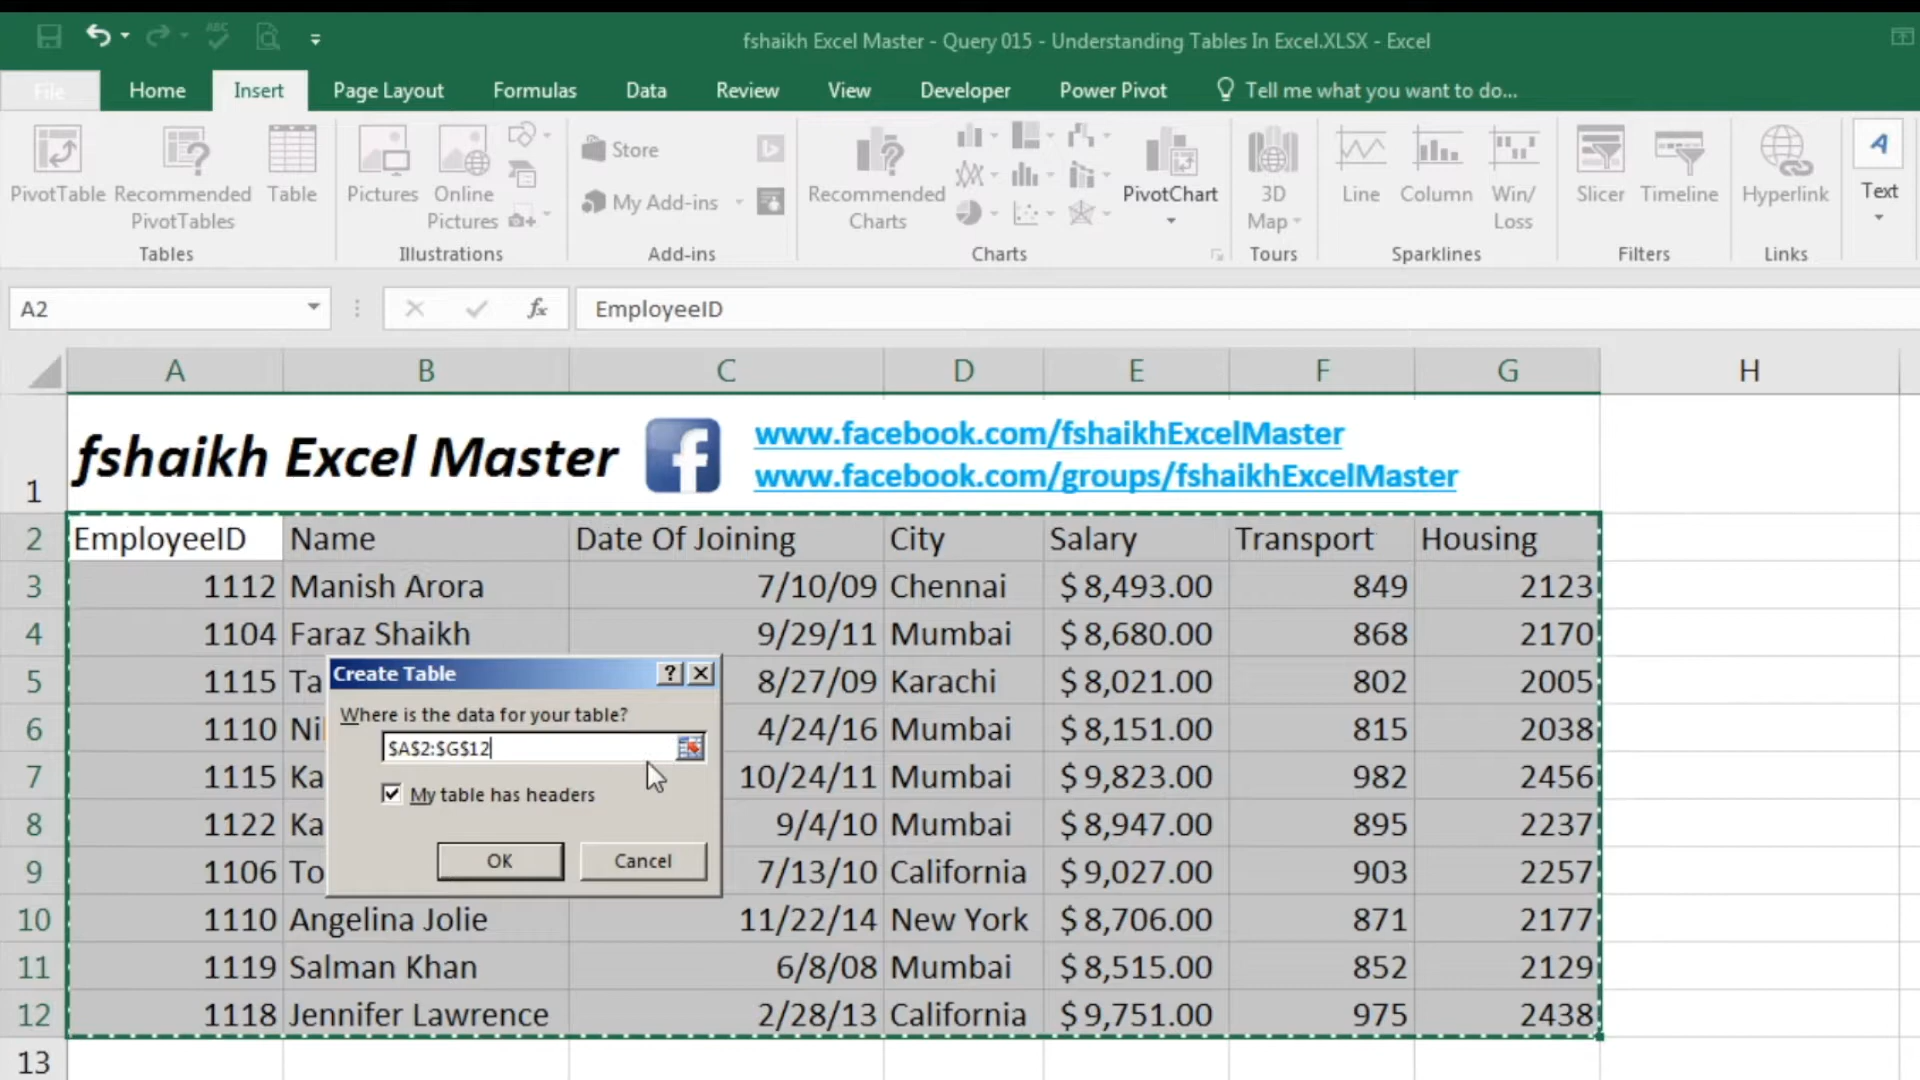 fshaikh Excel Master - Query 015 - Understanding Tables In Excel.XLSX - Excel
File Home Insert Page Layout Formulas Data Review View Developer Power Pivot Tell me what you want to do...
PivotTable
Recommended PivotTables
Table
Tables
Pictures
Online Pictures
Illustrations
Store
My Add-ins
Add-ins
Recommended Charts
PivotChart
Charts
3D Map
Tours
Line
Column
Win/ Loss
Sparklines
Slicer
Timeline
Filters
Hyperlink
Links
Text
A2 fx EmployeeID
A B C D E F G H
fshaikh Excel Master f www.facebook.com/fshaikhExcelMaster
www.facebook.com/groups/fshaikhExcelMaster
1
2 EmployeeID Name Date Of Joining City Salary Transport Housing
3 1112 Manish Arora 7/10/09 Chennai $ 8,493.00 849 2123
4 1104 Faraz Shaikh 9/29/11 Mumbai $ 8,680.00 868 2170
5 1115 Ta 8/27/09 Karachi $ 8,021.00 802 2005
6 1110 Ni 4/24/16 Mumbai $ 8,151.00 815 2038
7 1115 Ka 10/24/11 Mumbai $ 9,823.00 982 2456
8 1122 Ka 9/4/10 Mumbai $ 8,947.00 895 2237
9 1106 To 7/13/10 California $ 9,027.00 903 2257
10 1110 Angelina Jolie 11/22/14 New York $ 8,706.00 871 2177
11 1119 Salman Khan 6/8/08 Mumbai $ 8,515.00 852 2129
12 1118 Jennifer Lawrence 2/28/13 California $ 9,751.00 975 2438
13
Create Table ?
Where is the data for your table?
$A$2:$G$12
My table has headers
OK Cancel